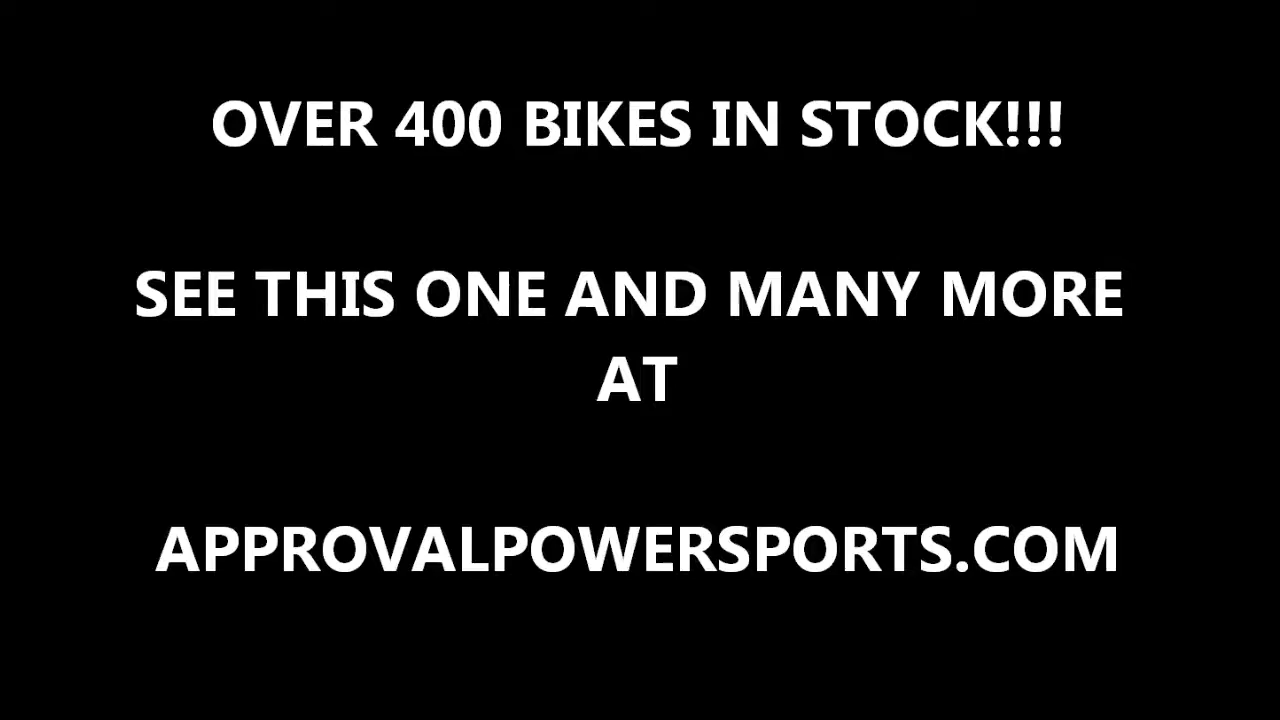 OVER 400 BIKES IN STOCK!!!
SEE THIS ONE AND MANY MORE
AT
APPROVALPOWERSPORTS.COM